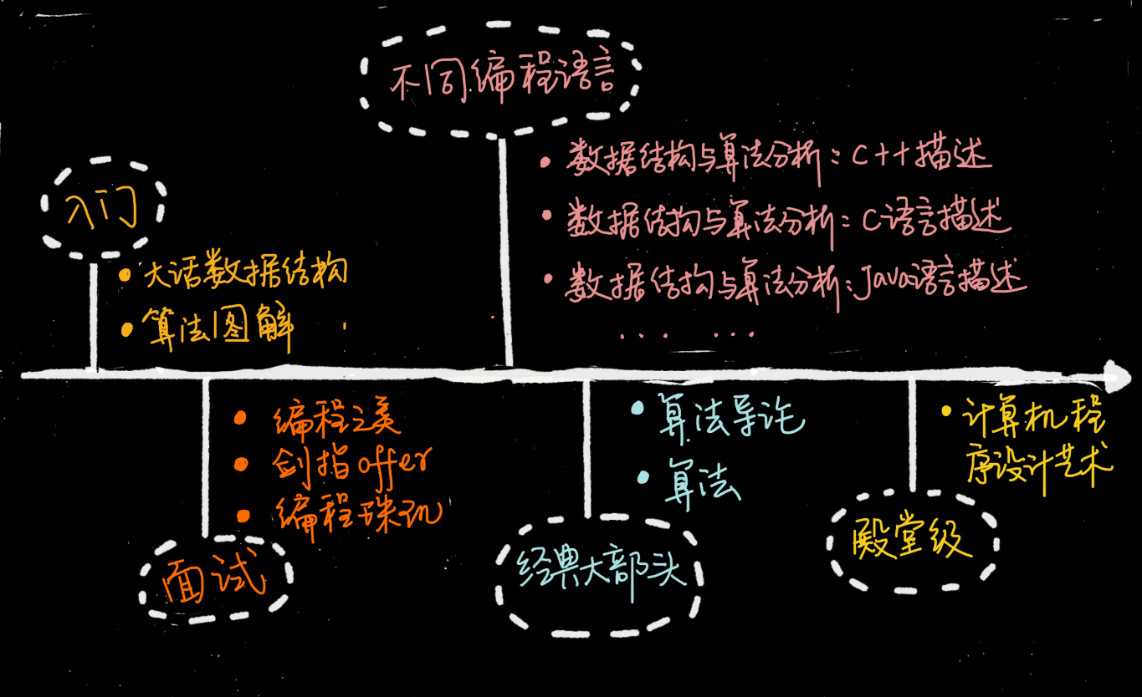 不同编程语言
• 数据结构与算法分析：C++描述
• 数据结构与算法分析：C语言描述
• 数据结构与算法分析：Java语言描述
... ...
入门
• 大话数据结构
• 算法图解
• 编程之美
• 剑指offer
• 编程珠玑
面试
• 算法导论
• 算法
经典大部头
• 计算机程
序设计艺术
殿堂级